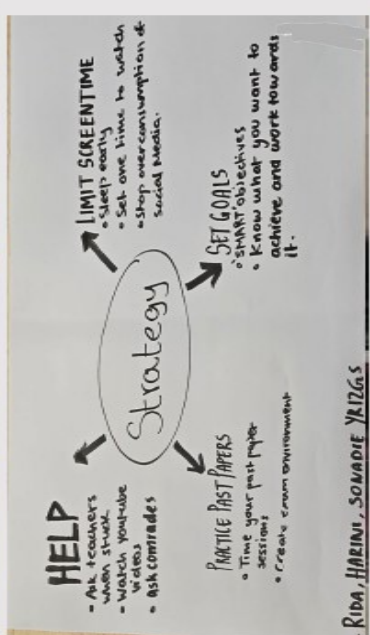 HELP
• Ask teachers
when stuck
• Watch youtube
videos
• Ask comrades
LIMIT SCREENTIME
• Sleep early
• Set one time to watch
• Stop overconsumption of
social media.
Strategy
PRACTICE PAST PAPERS
• Time your past paper
sessions
• Create exam environment
SET GOALS
• "SMART" objectives
• Know what you want to
achieve and work towards
it.
- RIDA, HARINI, SONADIE YR12GS